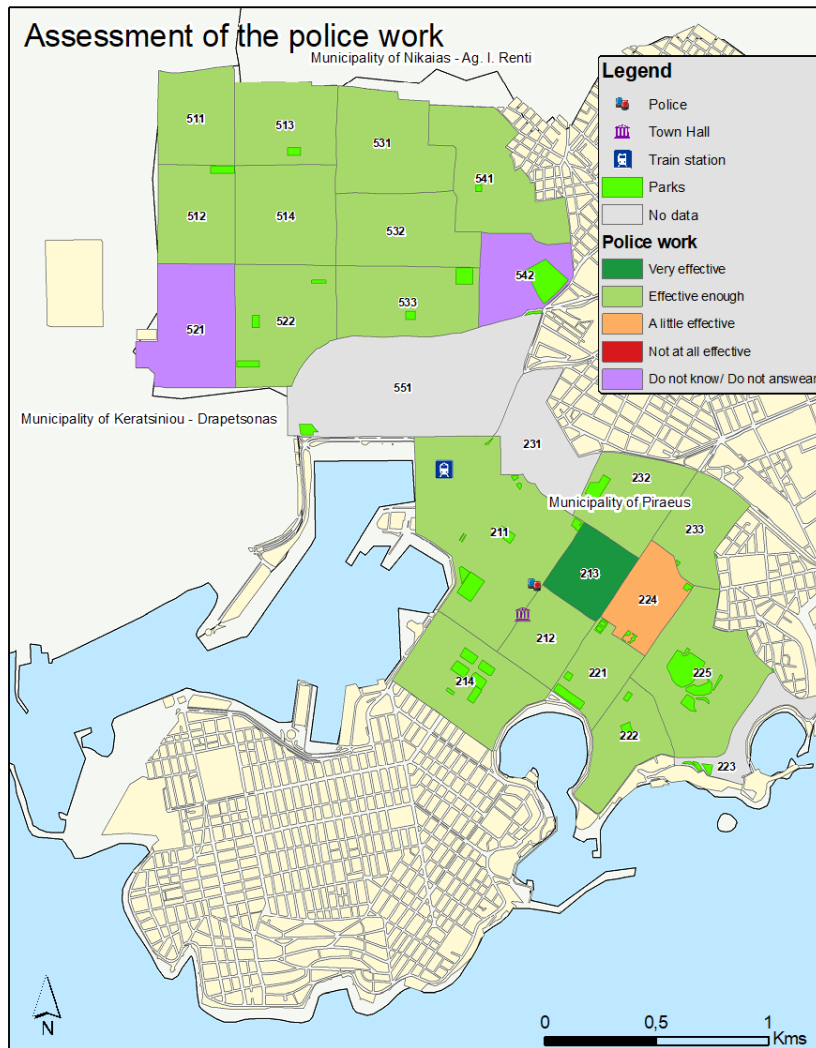 Assessment of the police work
Municipality of Nikaias - Ag. I. Renti
Legend
Police
Town Hall
Train station
Parks
No data
Police work
Very effective
Effective enough
A little effective
Not at all effective
Do not know/ Do not answear
511
513
531
541
512
514
532
542
521
522
533
551
Municipality of Keratsiniou - Drapetsonas
231
232
Municipality of Piraeus
211
233
213
224
212
221
225
214
222
223
N
0
0,5
1
Kms